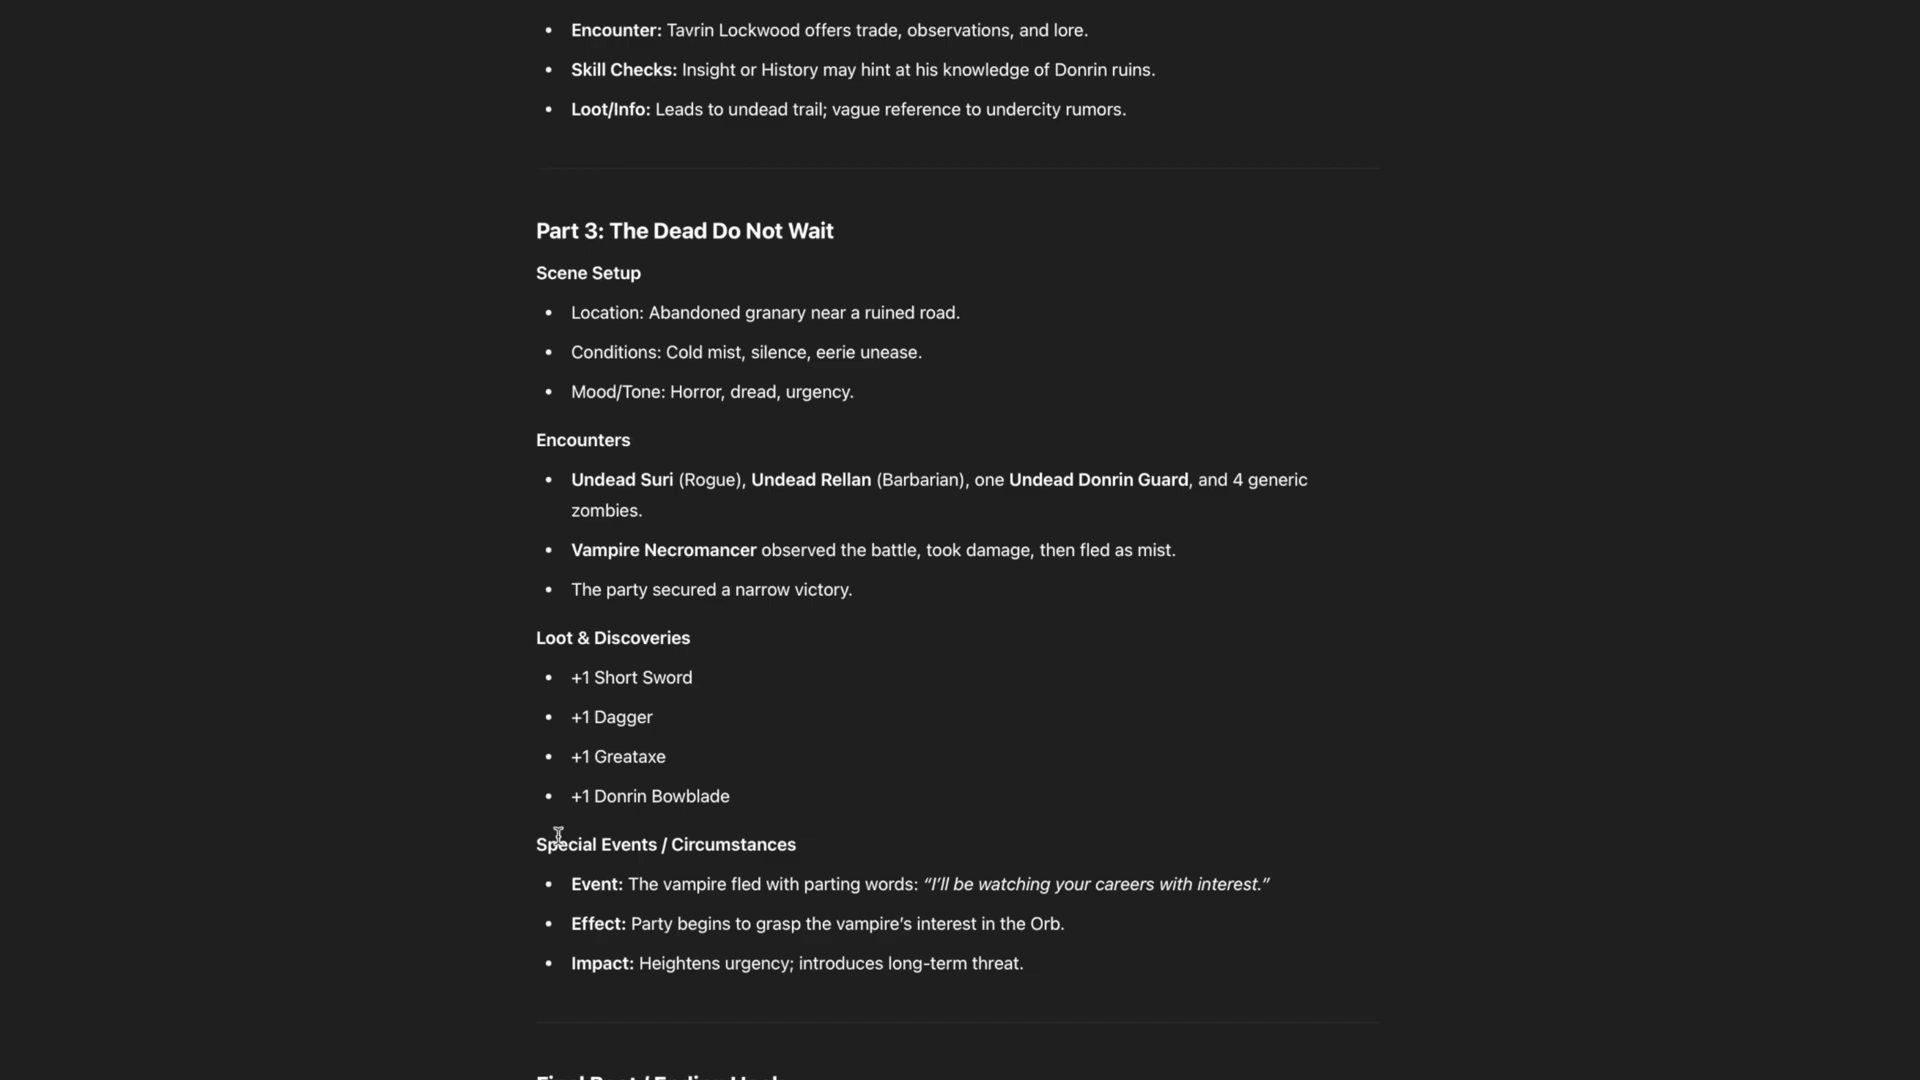 Encounter: Tavrin Lockwood offers trade, observations, and lore.
Skill Checks: Insight or History may hint at his knowledge of Donrin ruins.
Loot/Info: Leads to undead trail; vague reference to undercity rumors.
Part 3: The Dead Do Not Wait
Scene Setup
Location: Abandoned granary near a ruined road.
Conditions: Cold mist, silence, eerie unease.
Mood/Tone: Horror, dread, urgency.
Encounters
Undead Suri (Rogue), Undead Rellan (Barbarian), one Undead Donrin Guard, and 4 generic
zombies.
Vampire Necromancer observed the battle, took damage, then fled as mist.
The party secured a narrow victory.
Loot & Discoveries
+1 Short Sword
+1 Dagger
+1 Greataxe
+1 Donrin Bowblade
Special Events / Circumstances
Event: The vampire fled with parting words: “I’ll be watching your careers with interest.”
Effect: Party begins to grasp the vampire’s interest in the Orb.
Impact: Heightens urgency; introduces long-term threat.